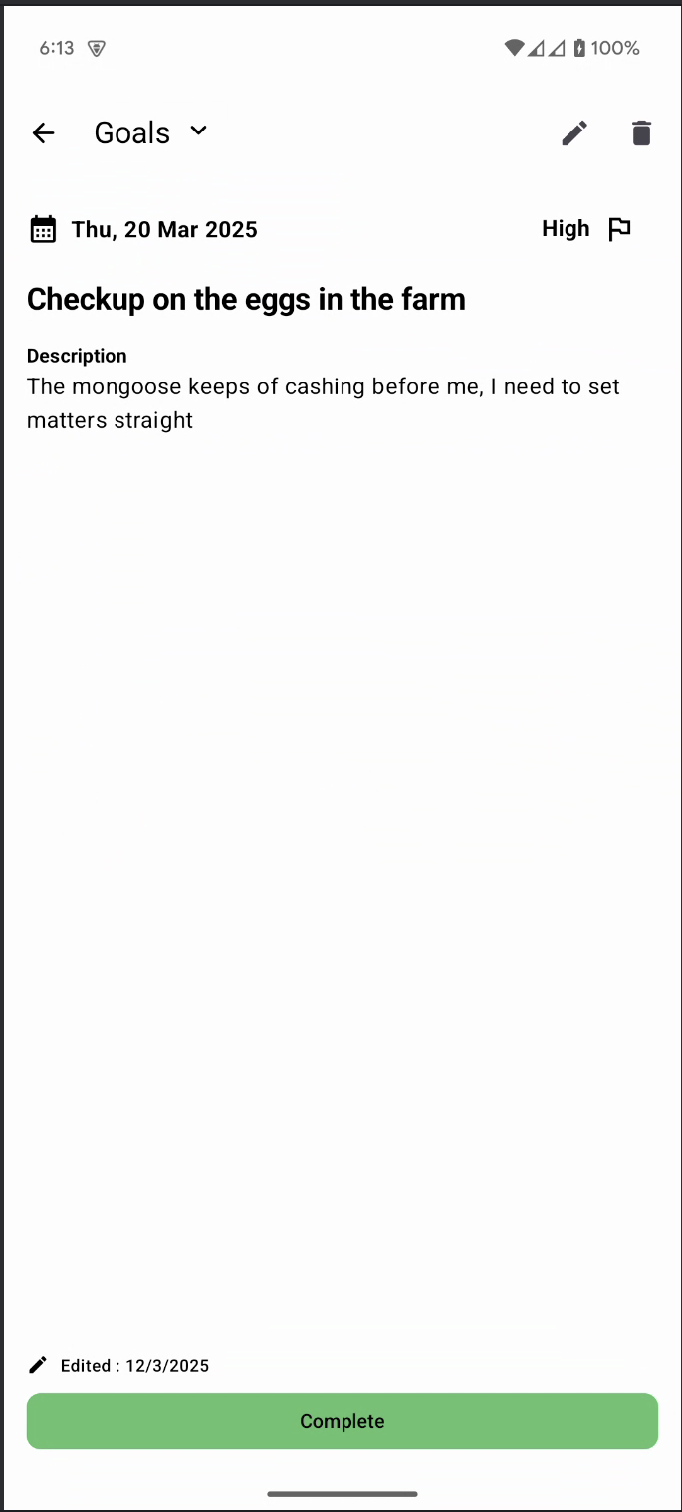 6:13
100%
Goals
Thu, 20 Mar 2025
High
Checkup on the eggs in the farm
Description
The mongoose keeps of cashing before me, I need to set
matters straight
Edited : 12/3/2025
Complete